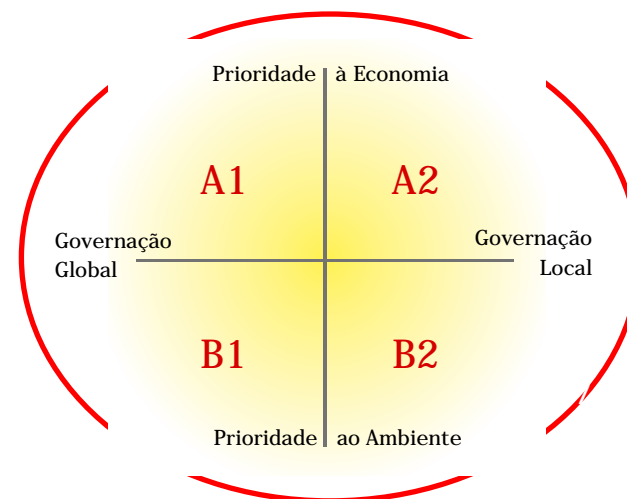 Prioridade à Economia
A1 A2
Governação
Global
Governação
Local
B1 B2
Prioridade ao Ambiente